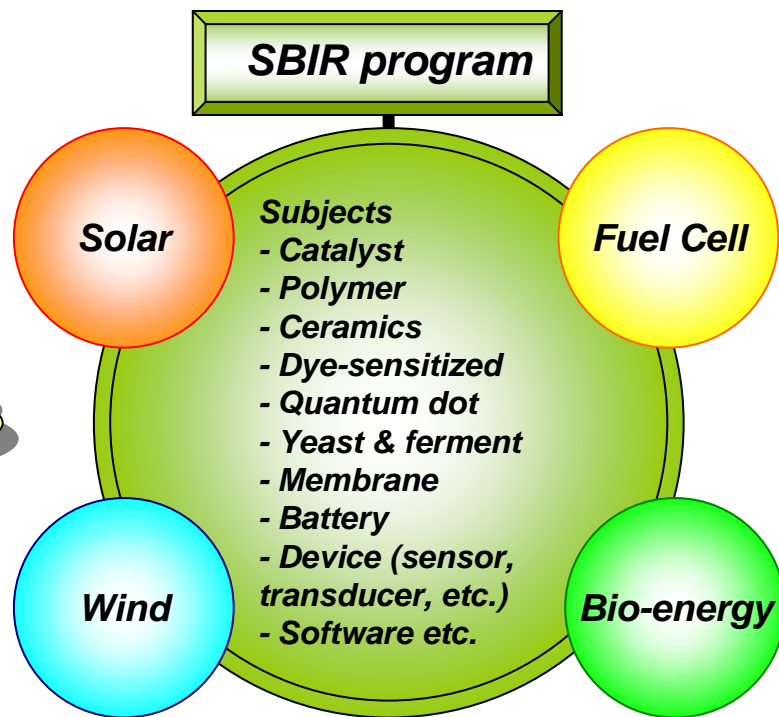 SBIR program
Solar
Fuel Cell
Subjects
- Catalyst
- Polymer
- Ceramics
- Dye-sensitized
- Quantum dot
- Yeast & ferment
- Membrane
- Battery
- Device (sensor,
transducer, etc.)
- Software etc.
Wind
Bio-energy